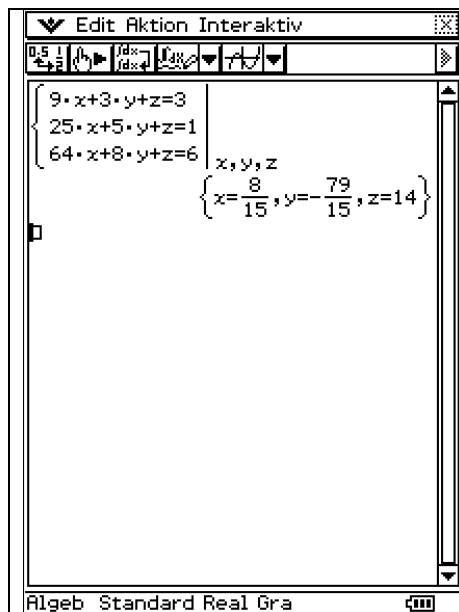 Edit Aktion Interaktiv
9·x+3·y+z=3
25·x+5·y+z=1
64·x+8·y+z=6
x,y,z
{x=8/15,y=-79/15,z=14}
Algeb Standard Real Gra